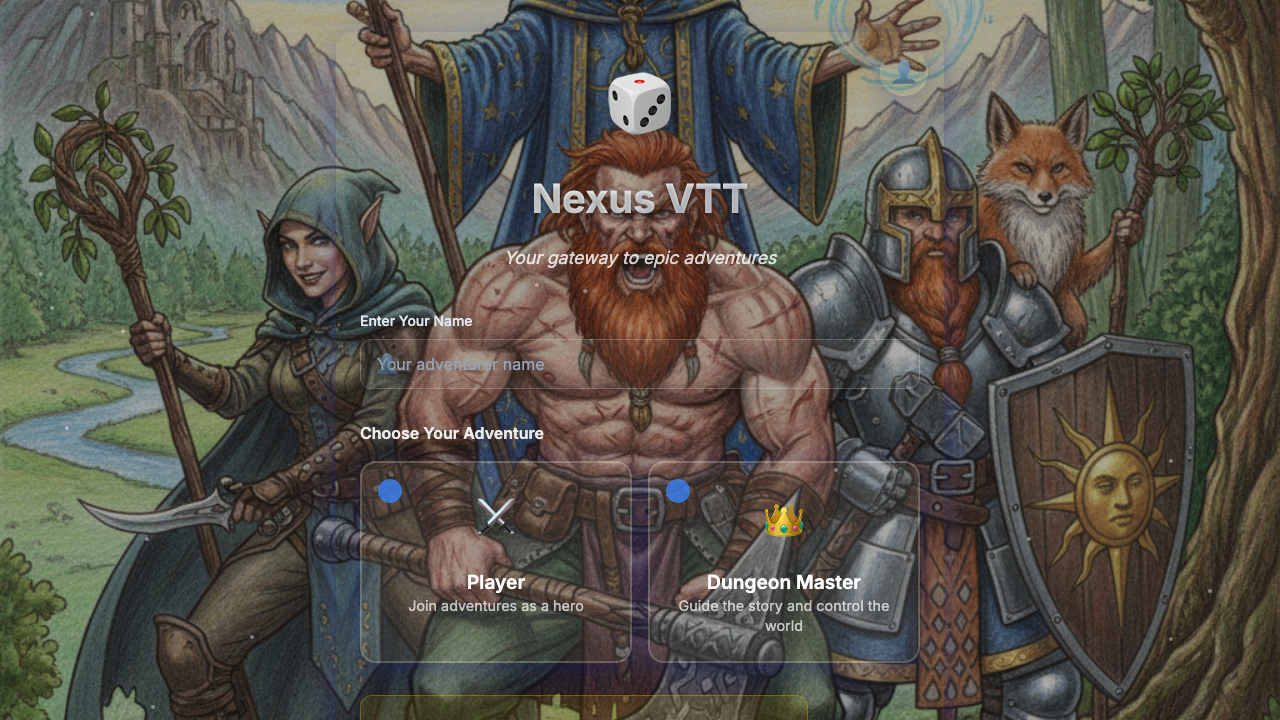 Nexus VTT
Your gateway to epic adventures
Enter Your Name
Your adventurer name
Choose Your Adventure
Player
Join adventures as a hero
Dungeon Master
Guide the story and control the
world